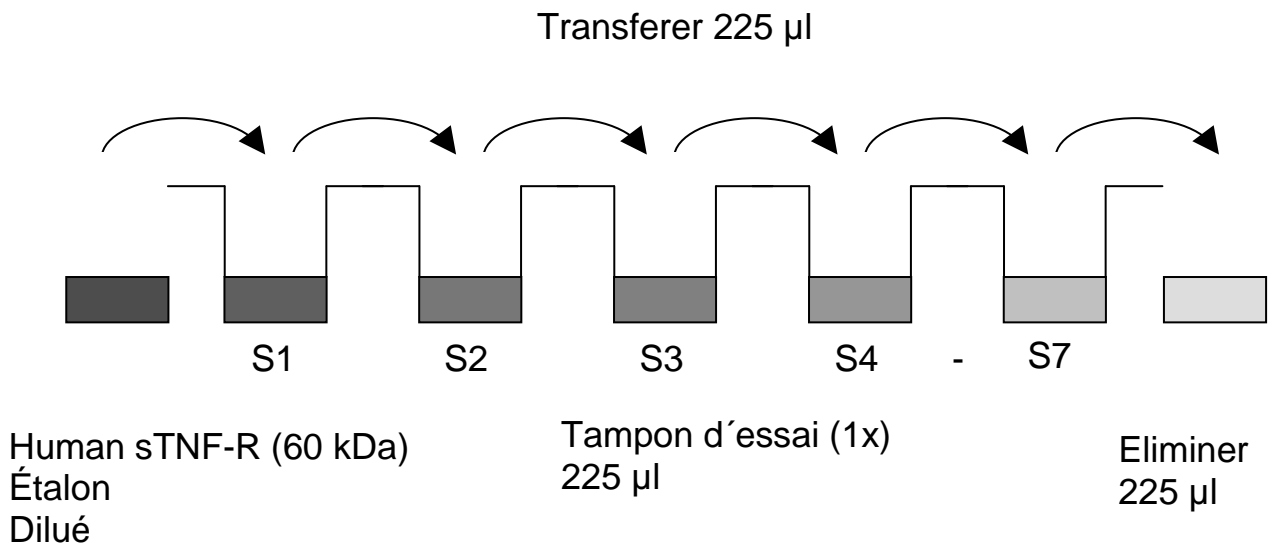 Transferer 225 µl
S1 S2 S3 S4 - S7
Human sTNF-R (60 kDa)
Étalon
Dilué
Tampon d´essai (1x)
225 µl
Eliminer
225 µl